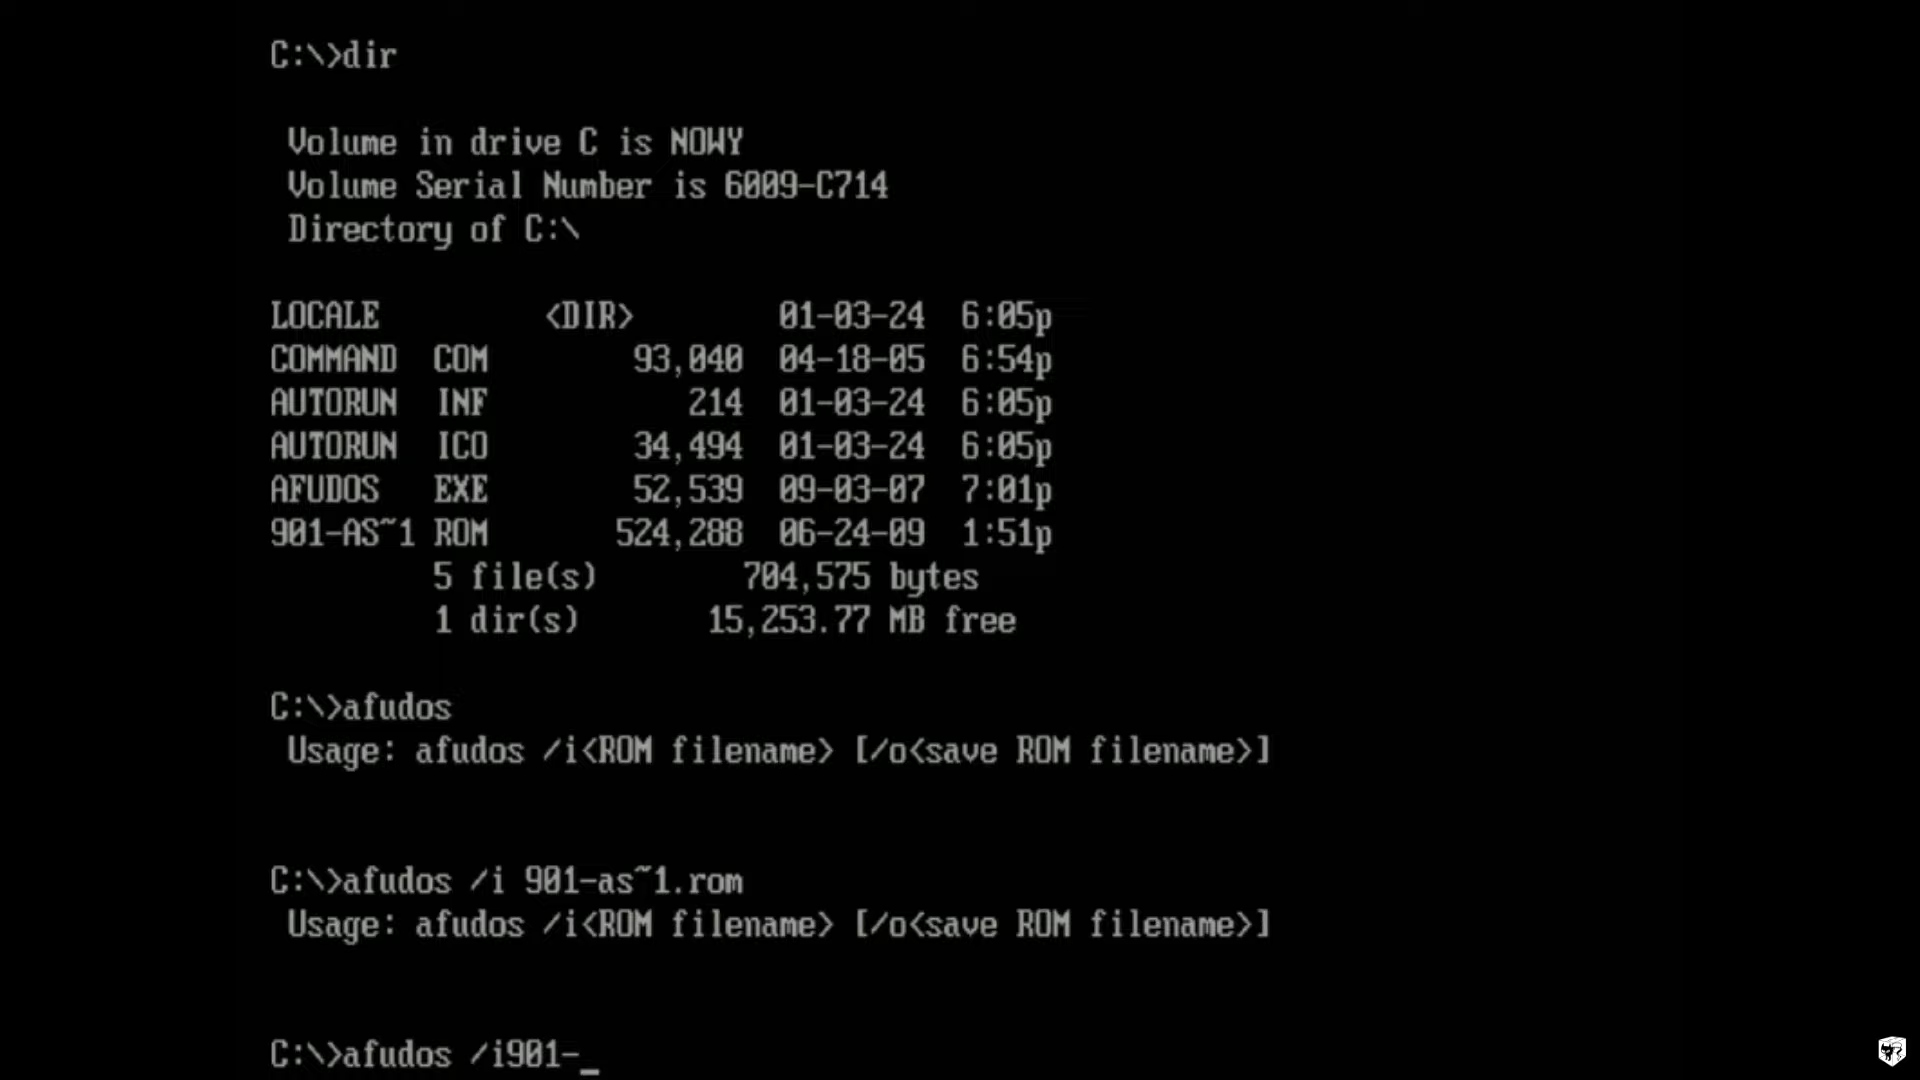 C:\>dir
Volume in drive C is NOWY
Volume Serial Number is 6009-C714
Directory of C:\
LOCALE <DIR> 01-03-24 6:05p
COMMAND COM 93,040 04-18-05 6:54p
AUTORUN INF 214 01-03-24 6:05p
AUTORUN ICO 34,494 01-03-24 6:05p
AFUDOS EXE 52,539 09-03-07 7:01p
901-AS~1 ROM 524,288 06-24-09 1:51p
5 file(s) 704,575 bytes
1 dir(s) 15,253.77 MB free
C:\>afudos
Usage: afudos /i<ROM filename> [/o<save ROM filename>]
C:\>afudos /i 901-as~1.rom
Usage: afudos /i<ROM filename> [/o<save ROM filename>]
C:\>afudos /i901-_